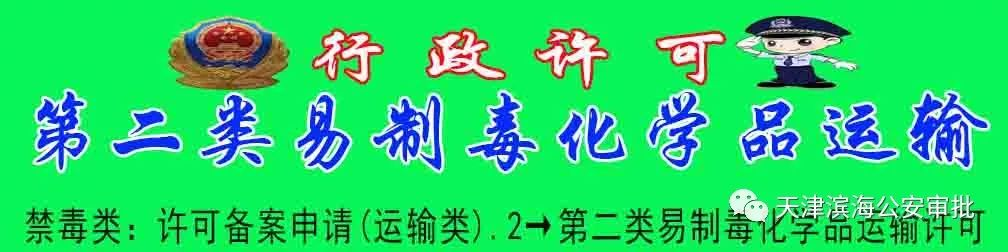 行政许可
第二类易制毒化学品运输
禁毒类：许可备案申请(运输类).2→第二类易制毒化学品运输许可
天津滨海公安审批